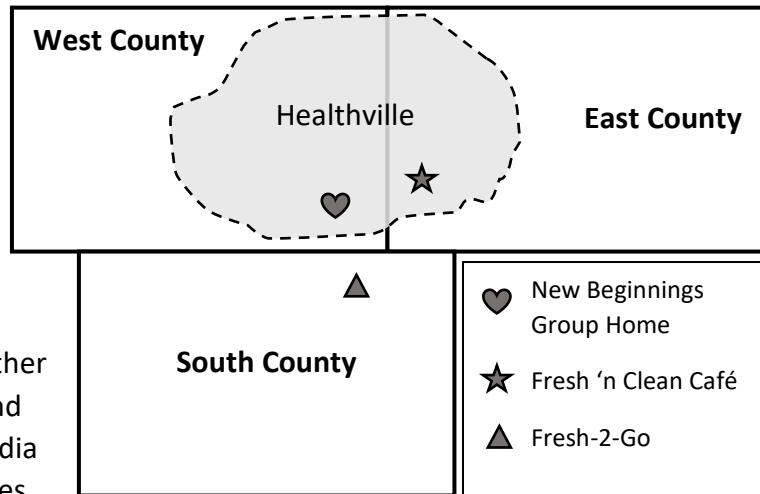 West County
Healthville
East County
New Beginnings
Group Home
Fresh ‘n Clean Café
Fresh-2-Go
South County